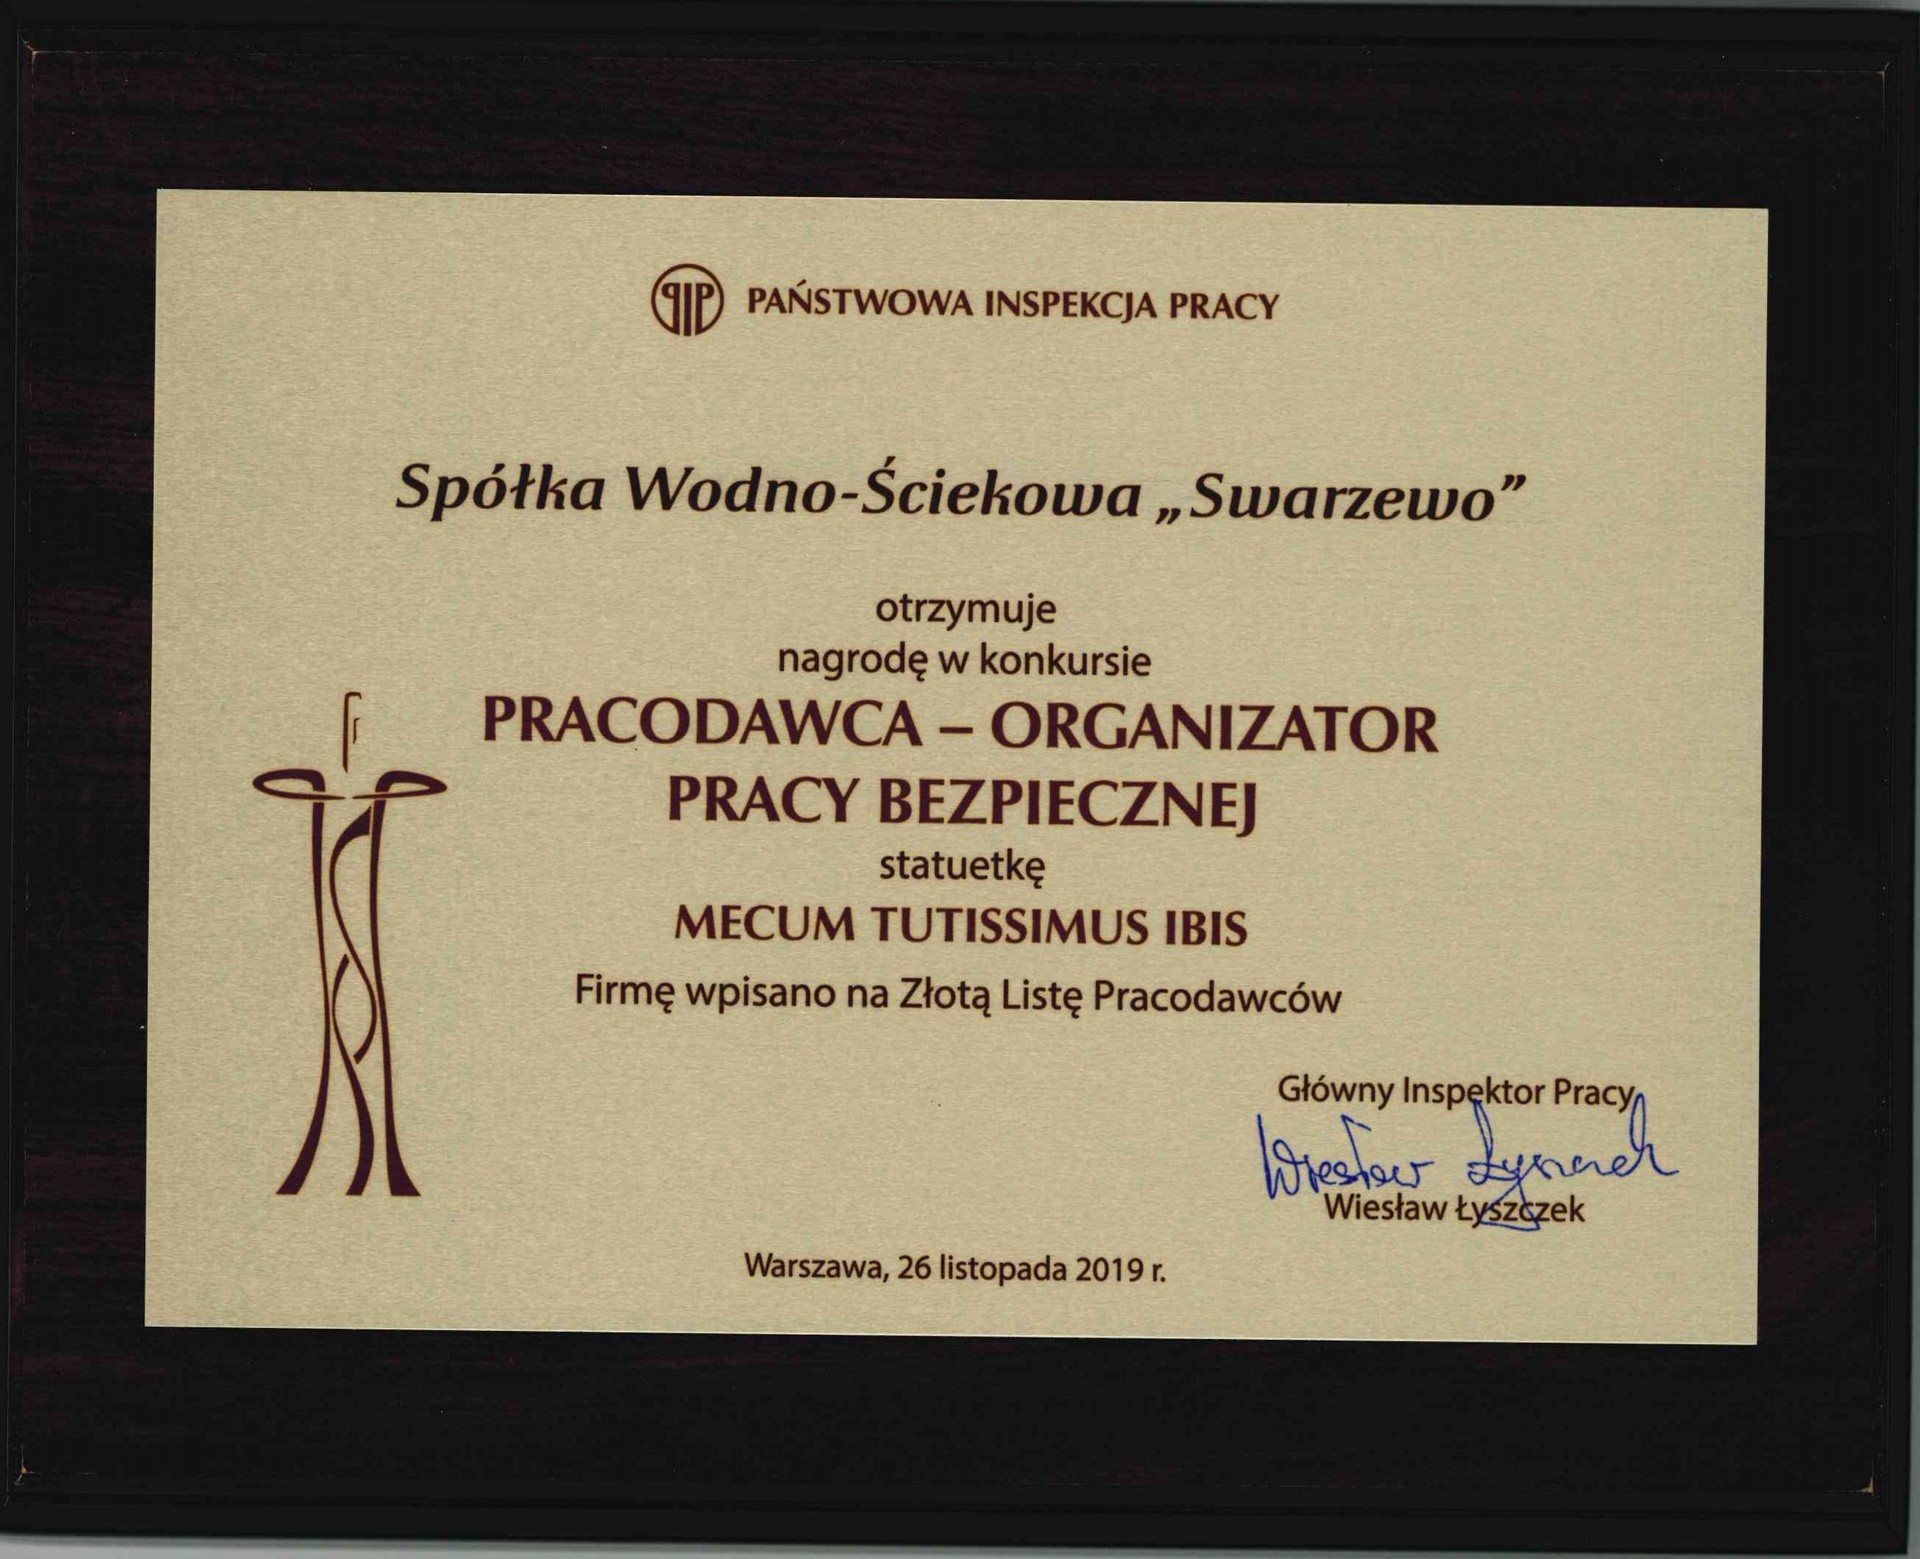 PIP PAŃSTWOWA INSPEKCJA PRACY
Spółka Wodno-Ściekowa „Swarzewo”
otrzymuje
nagrodę w konkursie
PRACODAWCA – ORGANIZATOR
PRACY BEZPIECZNEJ
statuetkę
MECUM TUTISSIMUS IBIS
Firmę wpisano na Złotą Listę Pracodawców
Główny Inspektor Pracy
Wiesław Łyszczek
Wiesław Łyszczek
Warszawa, 26 listopada 2019 r.